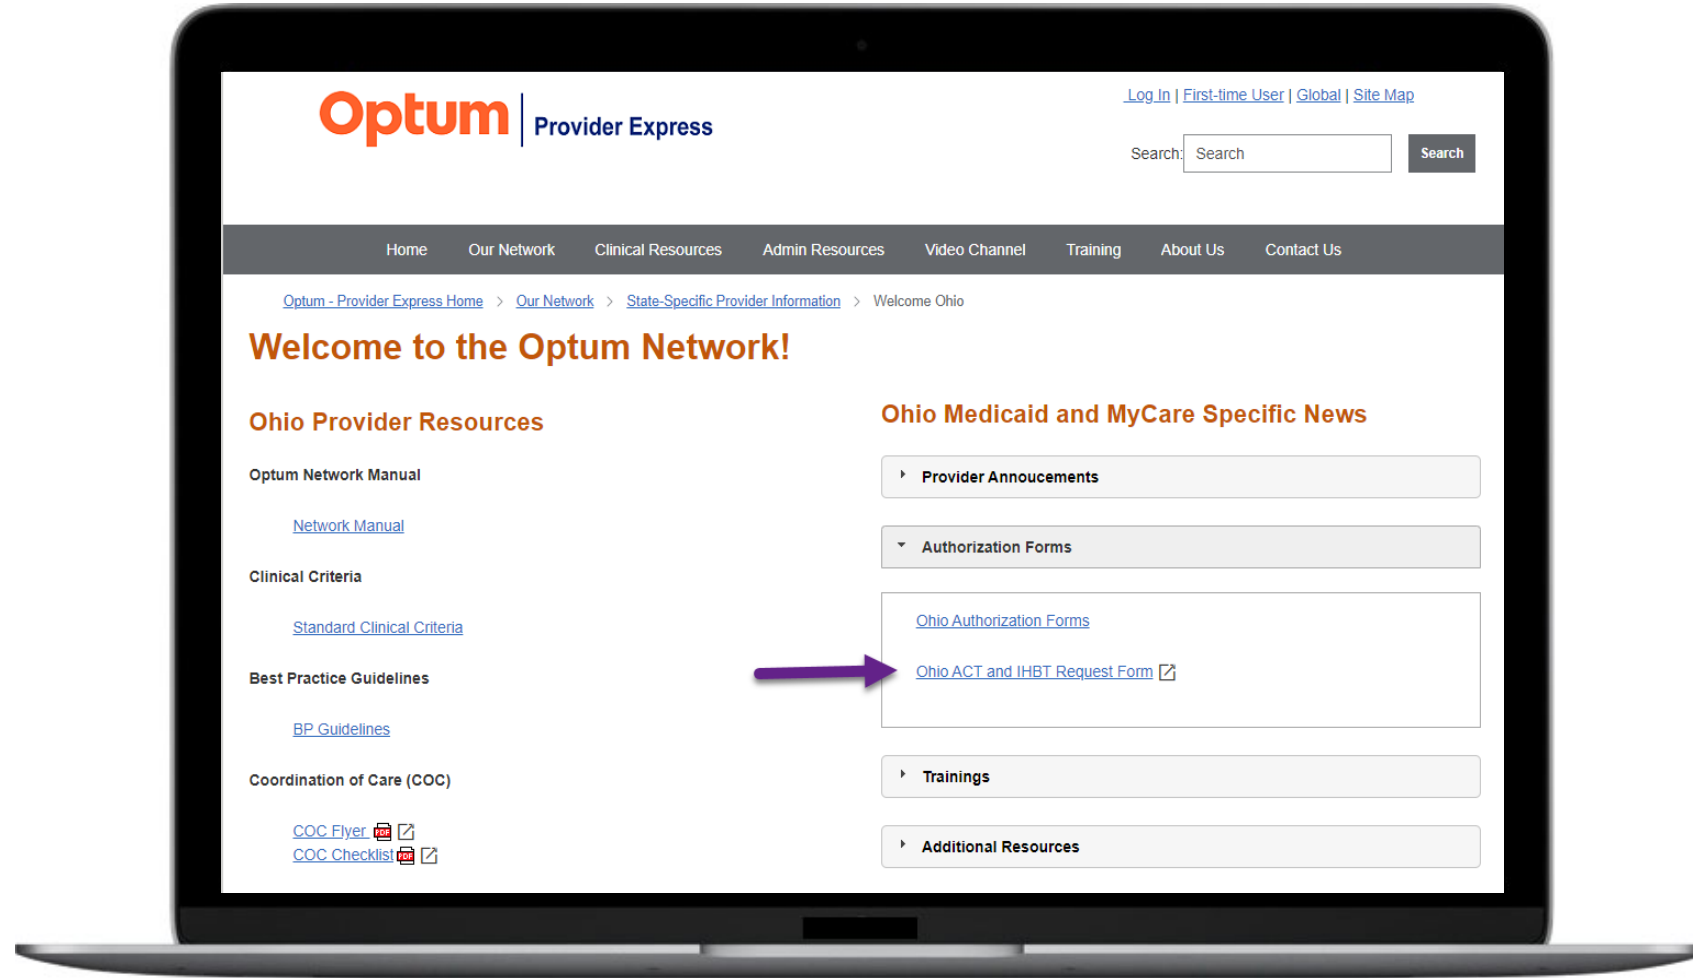 Optum | Provider Express
Log In | First-time User | Global | Site Map
Search: Search Search
Home Our Network Clinical Resources Admin Resources Video Channel Training About Us Contact Us
Optum - Provider Express Home > Our Network > State-Specific Provider Information > Welcome Ohio
Welcome to the Optum Network!
Ohio Provider Resources
Optum Network Manual
Network Manual
Clinical Criteria
Standard Clinical Criteria
Best Practice Guidelines
BP Guidelines
Coordination of Care (COC)
COC Flyer PDF
COC Checklist PDF
Ohio Medicaid and MyCare Specific News
Provider Annoucements
Authorization Forms
Ohio Authorization Forms
Ohio ACT and IHBT Request Form
Trainings
Additional Resources